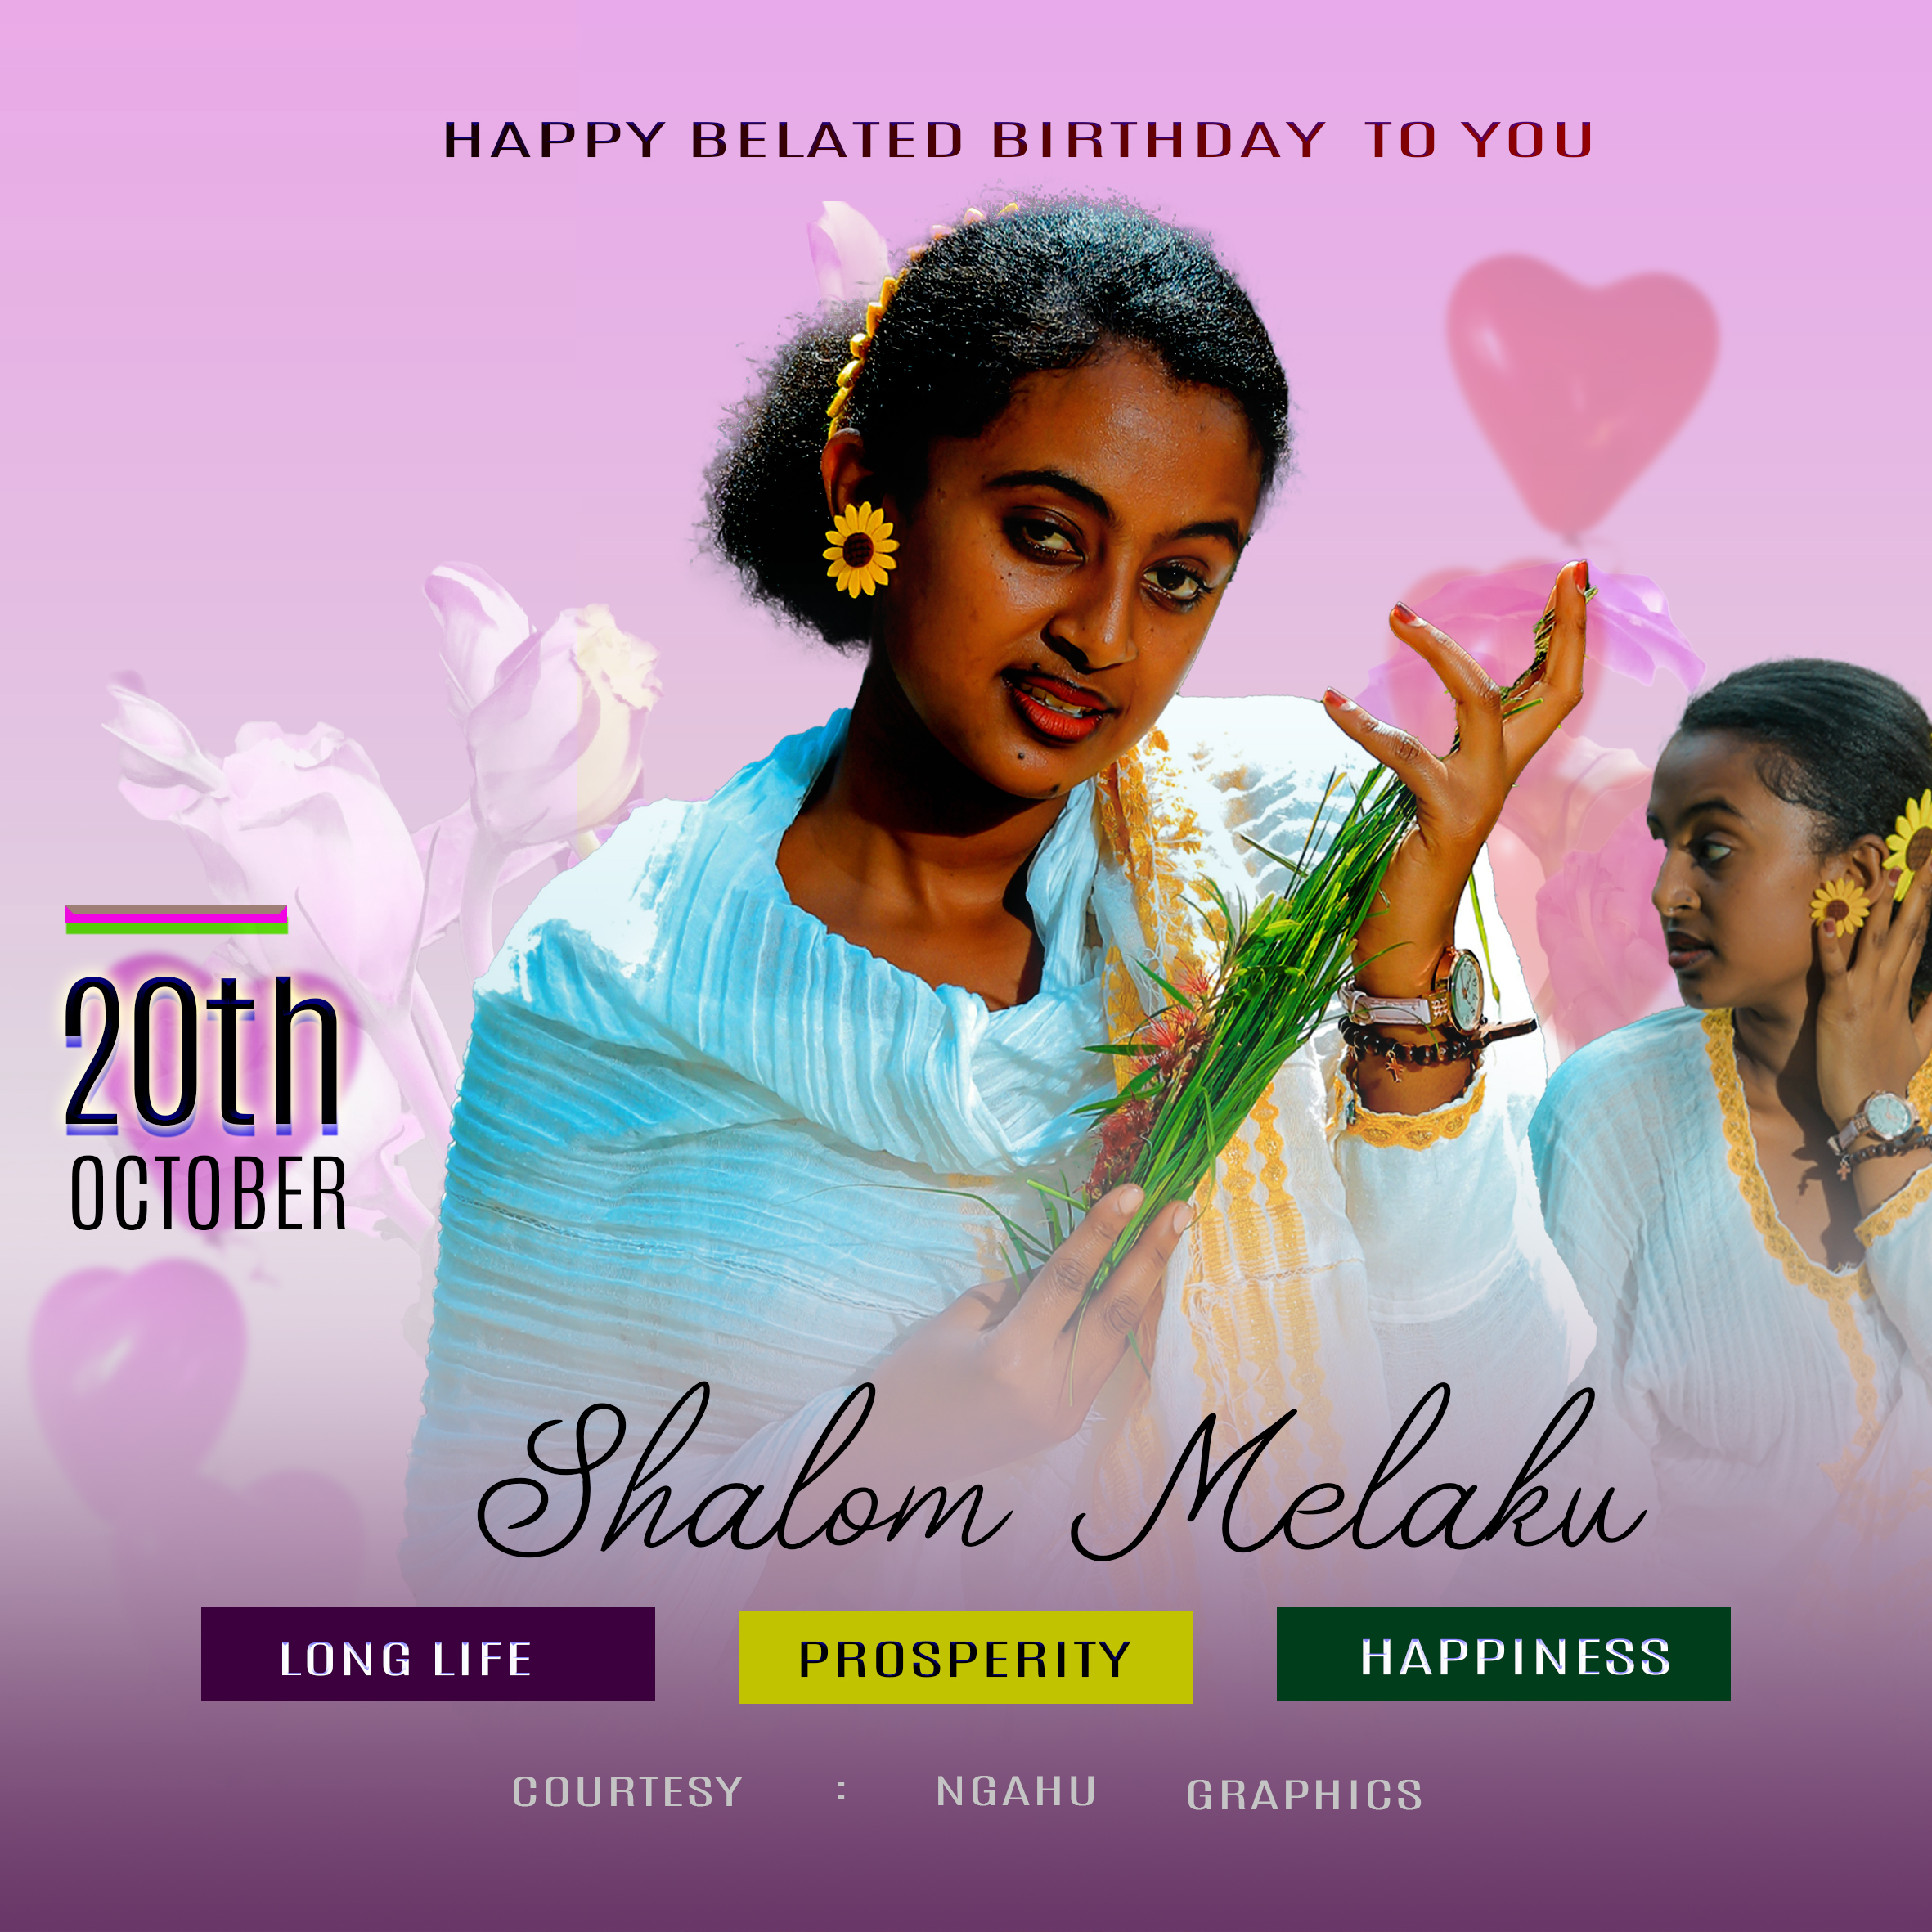 HAPPY BELATED BIRTHDAY TO YOU
20th
OCTOBER
Shalom Melaku
LONG LIFE
PROSPERITY
HAPPINESS
COURTESY : NGAHU GRAPHICS